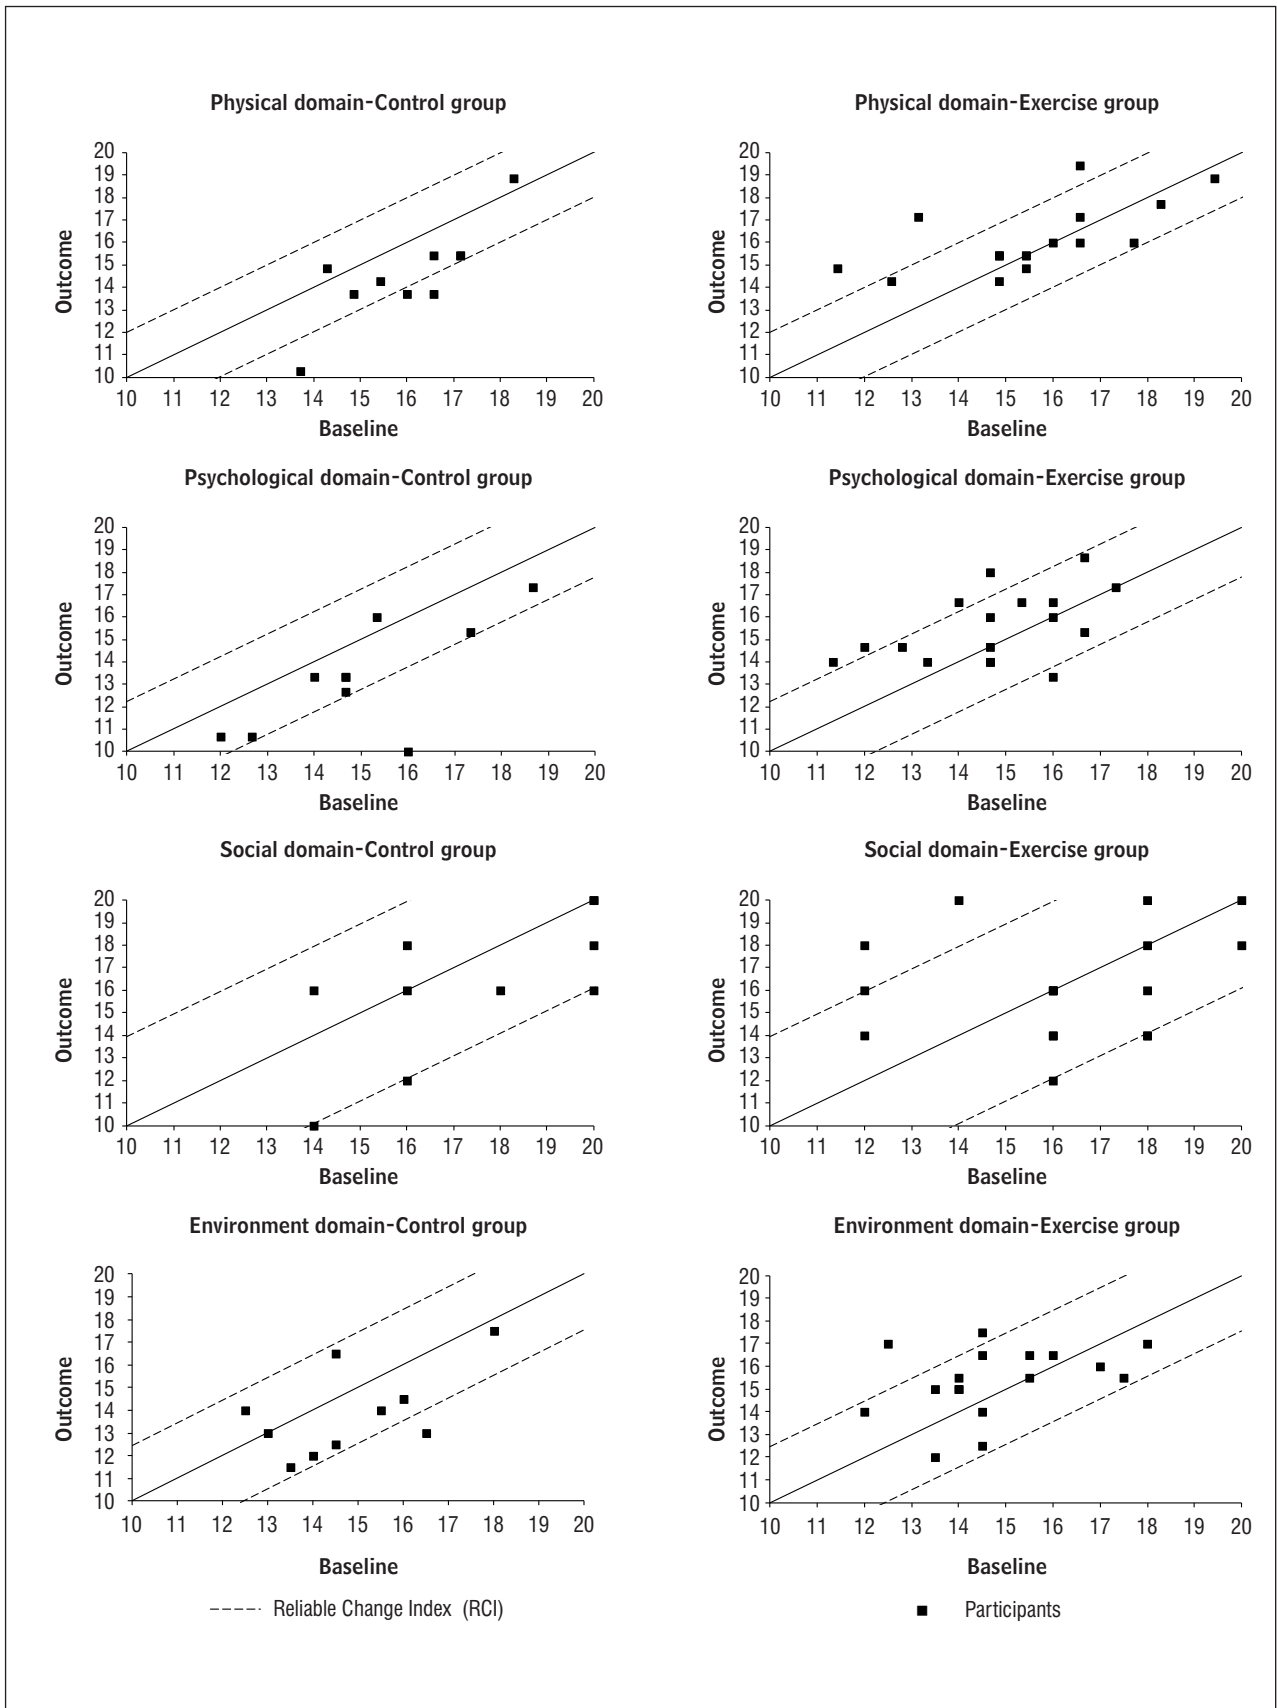 Physical domain-Control group
20
19
18
17
16
15
14
13
12
11
10
Outcome
10 11 12 13 14 15 16 17 18 19 20
Baseline
Physical domain-Exercise group
20
19
18
17
16
15
14
13
12
11
10
Outcome
10 11 12 13 14 15 16 17 18 19 20
Baseline
Psychological domain-Control group
20
19
18
17
16
15
14
13
12
11
10
Outcome
10 11 12 13 14 15 16 17 18 19 20
Baseline
Psychological domain-Exercise group
20
19
18
17
16
15
14
13
12
11
10
Outcome
10 11 12 13 14 15 16 17 18 19 20
Baseline
Social domain-Control group
20
19
18
17
16
15
14
13
12
11
10
Outcome
10 11 12 13 14 15 16 17 18 19 20
Baseline
Social domain-Exercise group
20
19
18
17
16
15
14
13
12
11
10
Outcome
10 11 12 13 14 15 16 17 18 19 20
Baseline
Environment domain-Control group
20
19
18
17
16
15
14
13
12
11
10
Outcome
10 11 12 13 14 15 16 17 18 19 20
Baseline
Environment domain-Exercise group
20
19
18
17
16
15
14
13
12
11
10
Outcome
10 11 12 13 14 15 16 17 18 19 20
Baseline
Reliable Change Index (RCI)
Participants